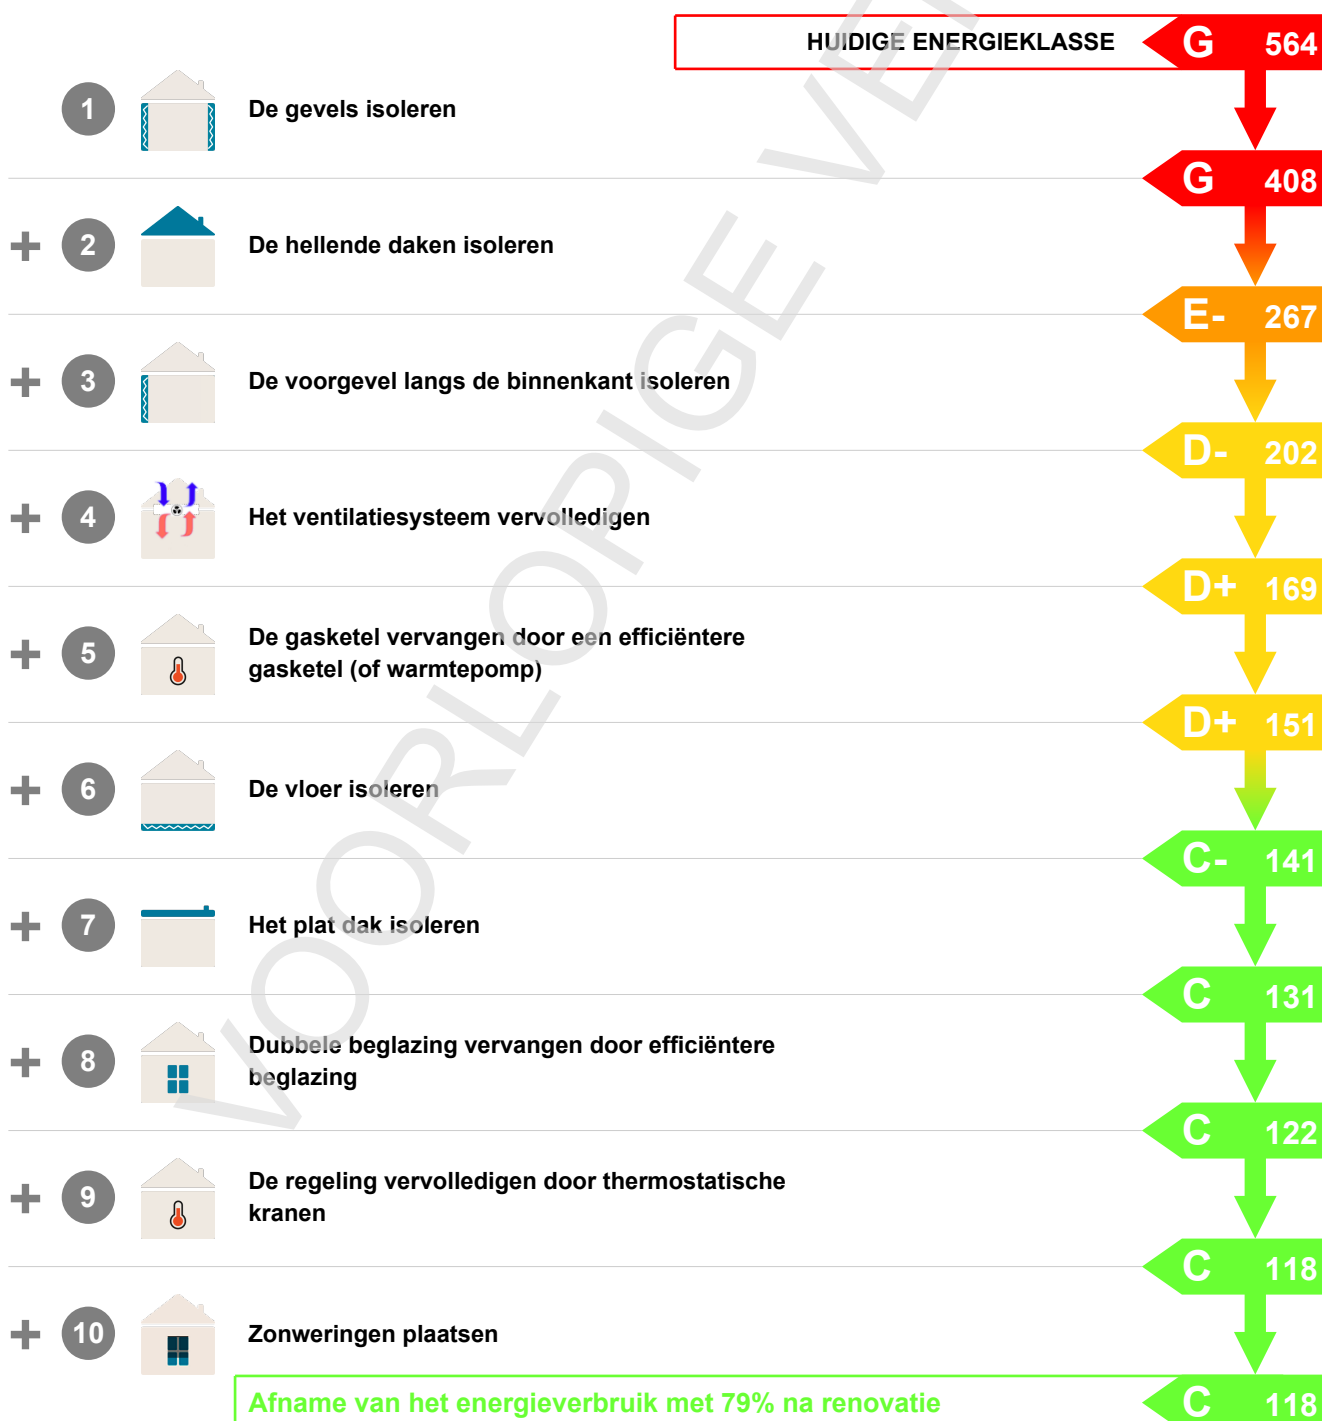 HUIDIGE ENERGIEKLASSE G 564
1 De gevels isoleren
G 408
+ 2 De hellende daken isoleren
E- 267
+ 3 De voorgevel langs de binnenkant isoleren
D- 202
+ 4 Het ventilatiesysteem vervolledigen
D+ 169
+ 5 De gasketel vervangen door een efficiëntere
gasketel (of warmtepomp)
D+ 151
+ 6 De vloer isoleren
C- 141
+ 7 Het plat dak isoleren
C 131
+ 8 Dubbele beglazing vervangen door efficiëntere
beglazing
C 122
+ 9 De regeling vervolledigen door thermostatische
kranen
C 118
+ 10 Zonweringen plaatsen
Afname van het energieverbruik met 79% na renovatie C 118
VOORLOPIGE